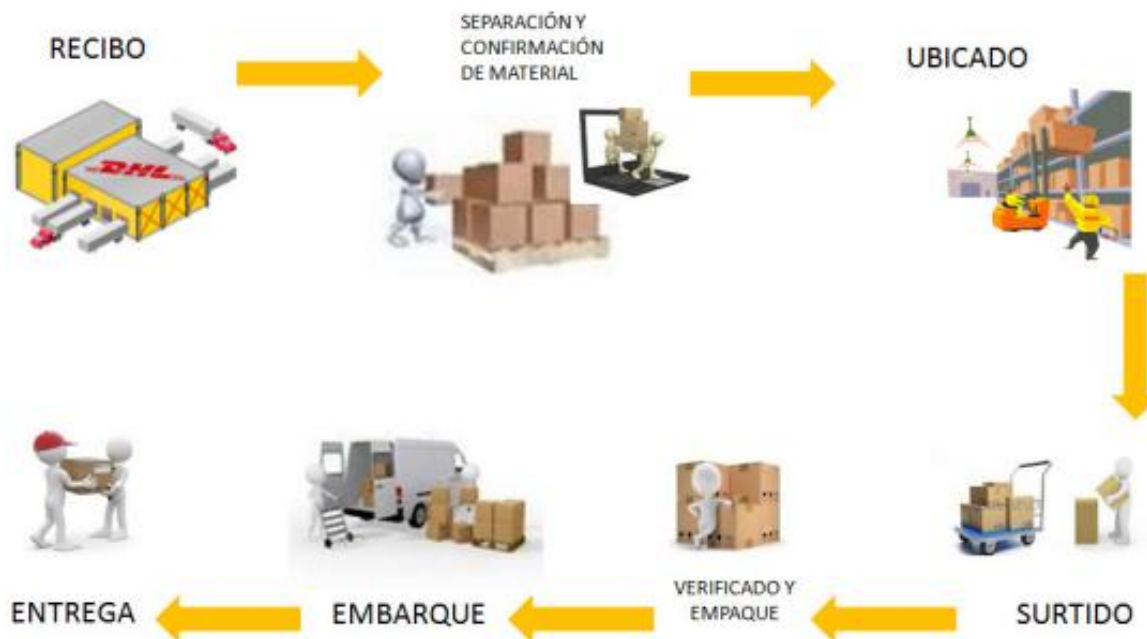 RECIBO
SEPARACIÓN Y
CONFIRMACIÓN
DE MATERIAL
UBICADO
DHL
SURTIDO
VERIFICADO Y
EMPAQUE
EMBARQUE
ENTREGA